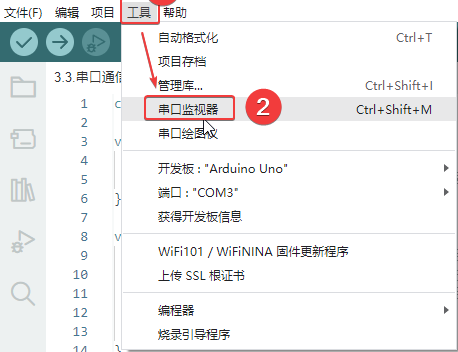 文件(F) 编辑 项目 工具 帮助
自动格式化 Ctrl+T
项目存档
3.3.串口通信
管理库... Ctrl+Shift+I
串口监视器 2 Ctrl+Shift+M
串口绘图仪
开发板 : "Arduino Uno"
端口 : "COM3"
获得开发板信息
WiFi101 / WiFiNINA 固件更新程序
上传 SSL 根证书
编程器
烧录引导程序
1 c
2
3 v
4
5
6 }
7
8 v
9
10
11
12
13
14 }